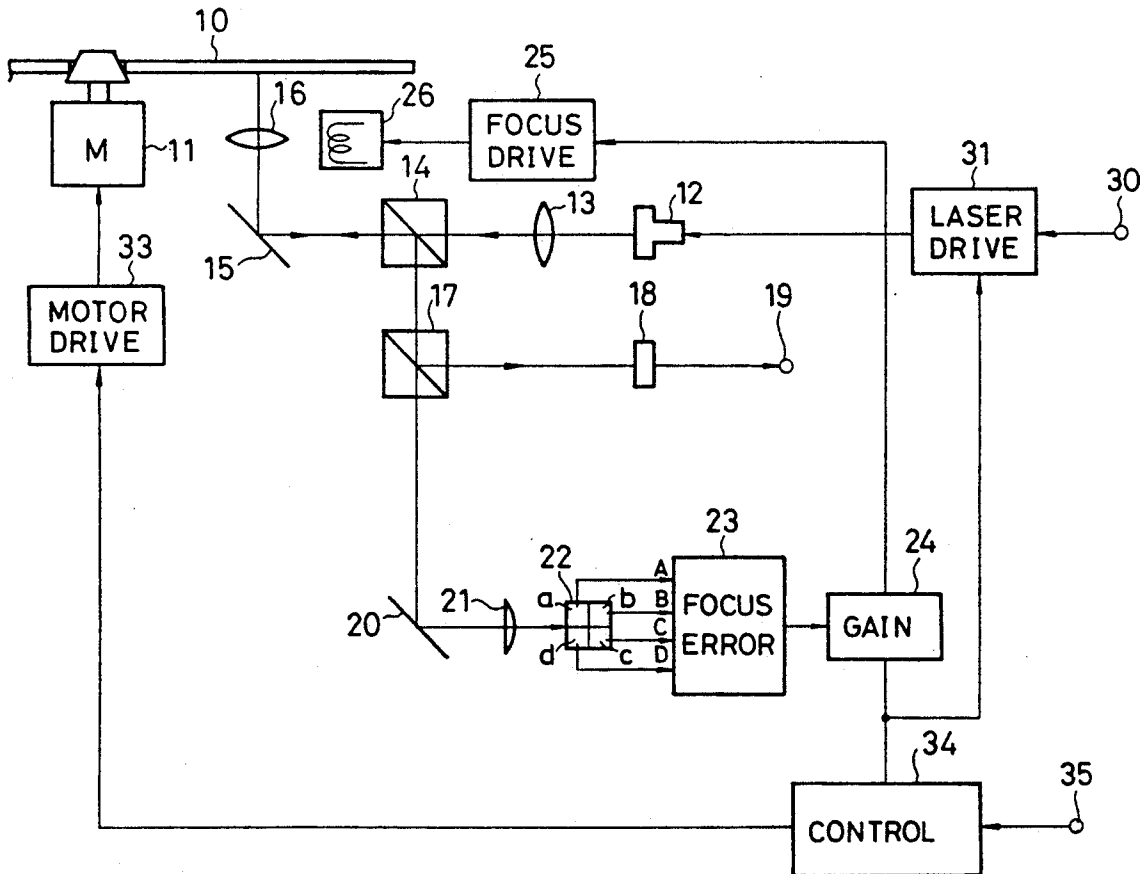 10
16
26
25
FOCUS
DRIVE
M
11
14
13
12
31
LASER
DRIVE
30
15
33
MOTOR
DRIVE
17
18
19
23
24
22
A
a
b
B
21
FOCUS
ERROR
GAIN
20
C
d
c
D
34
35
CONTROL